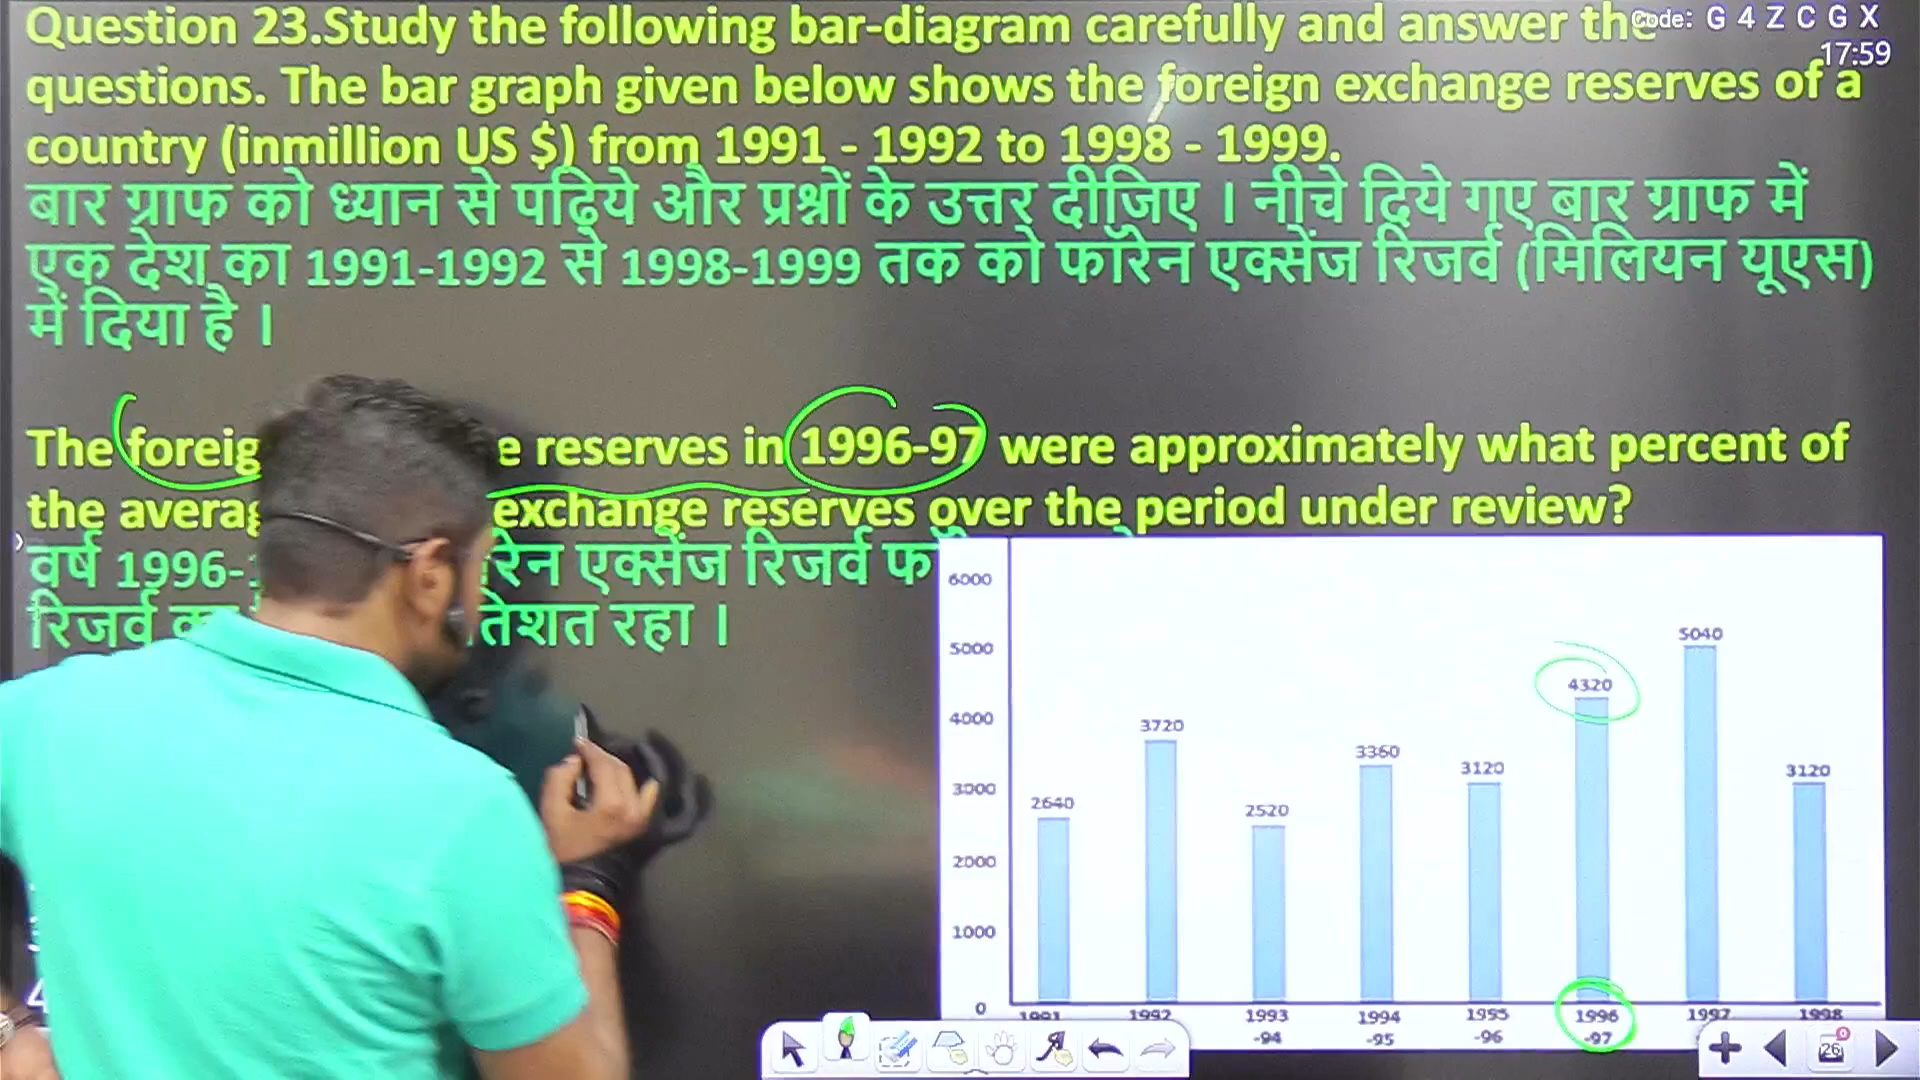 Question 23.Study the following bar-diagram carefully and answer the
Code: G 4 Z C G X
17:59
questions. The bar graph given below shows the foreign exchange reserves of a
country (inmillion US $) from 1991 - 1992 to 1998 - 1999.
बार ग्राफ को ध्यान से पढ़िये और प्रश्नों के उत्तर दीजिए । नीचे दिये गए बार ग्राफ में
एक देश का 1991-1992 से 1998-1999 तक को फॉरेन एक्सेंज रिजर्व (मिलियन यूएस)
में दिया है ।
The reserves in 1996-97 were approximately what percent of
the exchange reserves over the period under review?
वर्ष 1996- एक्सेंज रिजर्व
रिजर्व रहा ।
6000
5000
4000
3000
2000
1000
0
2640
3720
2520
3360
3120
4320
5040
3120
1991
1992
1993
-94
1994
-95
1955
-96
1996
-97
1997
1998
26